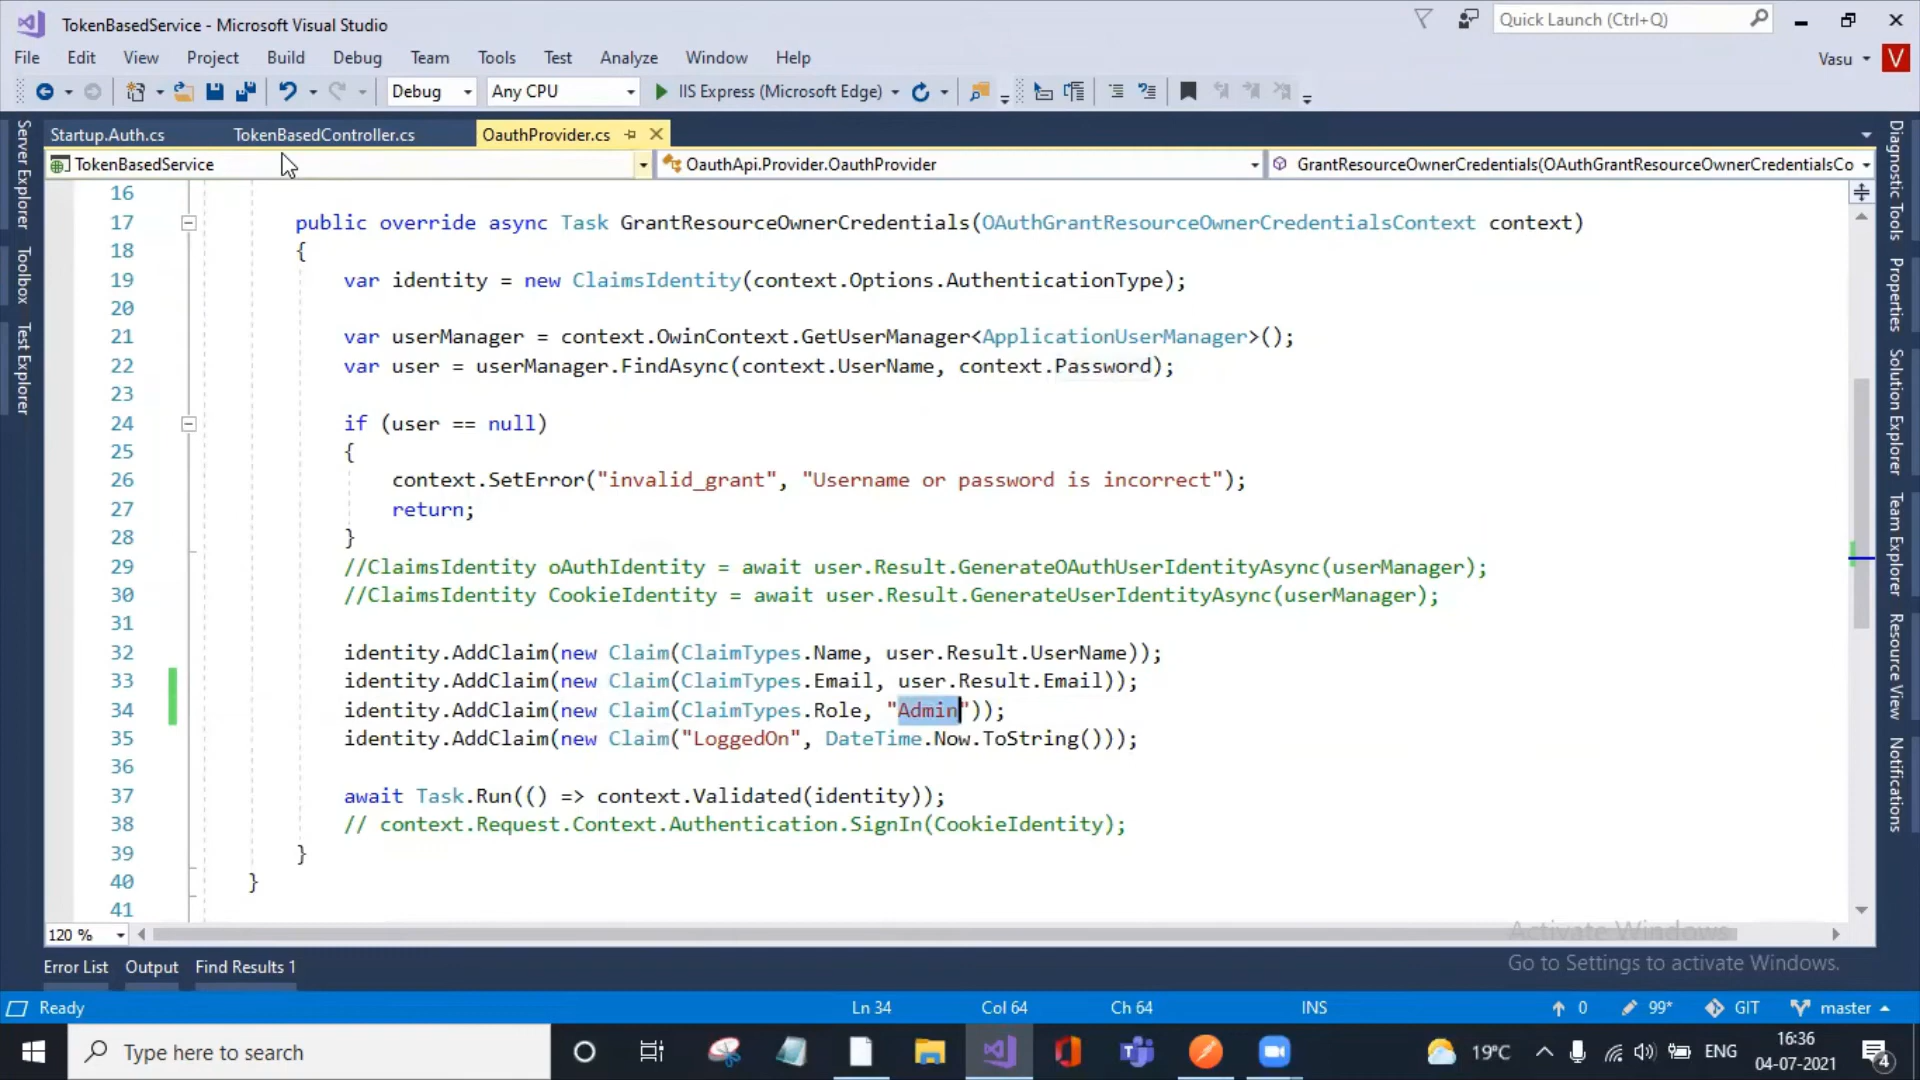 TokenBasedService - Microsoft Visual Studio
Quick Launch (Ctrl+Q)
File Edit View Project Build Debug Team Tools Test Analyze Window Help
Vasu V
Debug Any CPU IIS Express (Microsoft Edge)
Startup.Auth.cs TokenBasedController.cs OauthProvider.cs
TokenBasedService OauthApi.Provider.OauthProvider GrantResourceOwnerCredentials(OAuthGrantResourceOwnerCredentialsCo
Server Explorer
Toolbox
Test Explorer
16
17 public override async Task GrantResourceOwnerCredentials(OAuthGrantResourceOwnerCredentialsContext context)
18 {
19 var identity = new ClaimsIdentity(context.Options.AuthenticationType);
20
21 var userManager = context.OwinContext.GetUserManager<ApplicationUserManager>();
22 var user = userManager.FindAsync(context.UserName, context.Password);
23
24 if (user == null)
25 {
26 context.SetError("invalid_grant", "Username or password is incorrect");
27 return;
28 }
29 //ClaimsIdentity oAuthIdentity = await user.Result.GenerateOAuthUserIdentityAsync(userManager);
30 //ClaimsIdentity CookieIdentity = await user.Result.GenerateUserIdentityAsync(userManager);
31
32 identity.AddClaim(new Claim(ClaimTypes.Name, user.Result.UserName));
33 identity.AddClaim(new Claim(ClaimTypes.Email, user.Result.Email));
34 identity.AddClaim(new Claim(ClaimTypes.Role, "Admin"));
35 identity.AddClaim(new Claim("LoggedOn", DateTime.Now.ToString()));
36
37 await Task.Run(() => context.Validated(identity));
38 // context.Request.Context.Authentication.SignIn(CookieIdentity);
39 }
40 }
41
Diagnostic Tools
Properties
Solution Explorer
Team Explorer
Resource View
Notifications
120 %
Activate Windows
Go to Settings to activate Windows.
Error List Output Find Results 1
Ready Ln 34 Col 64 Ch 64 INS 0 99* GIT master
Type here to search
19°C ENG
16:36
04-07-2021
4